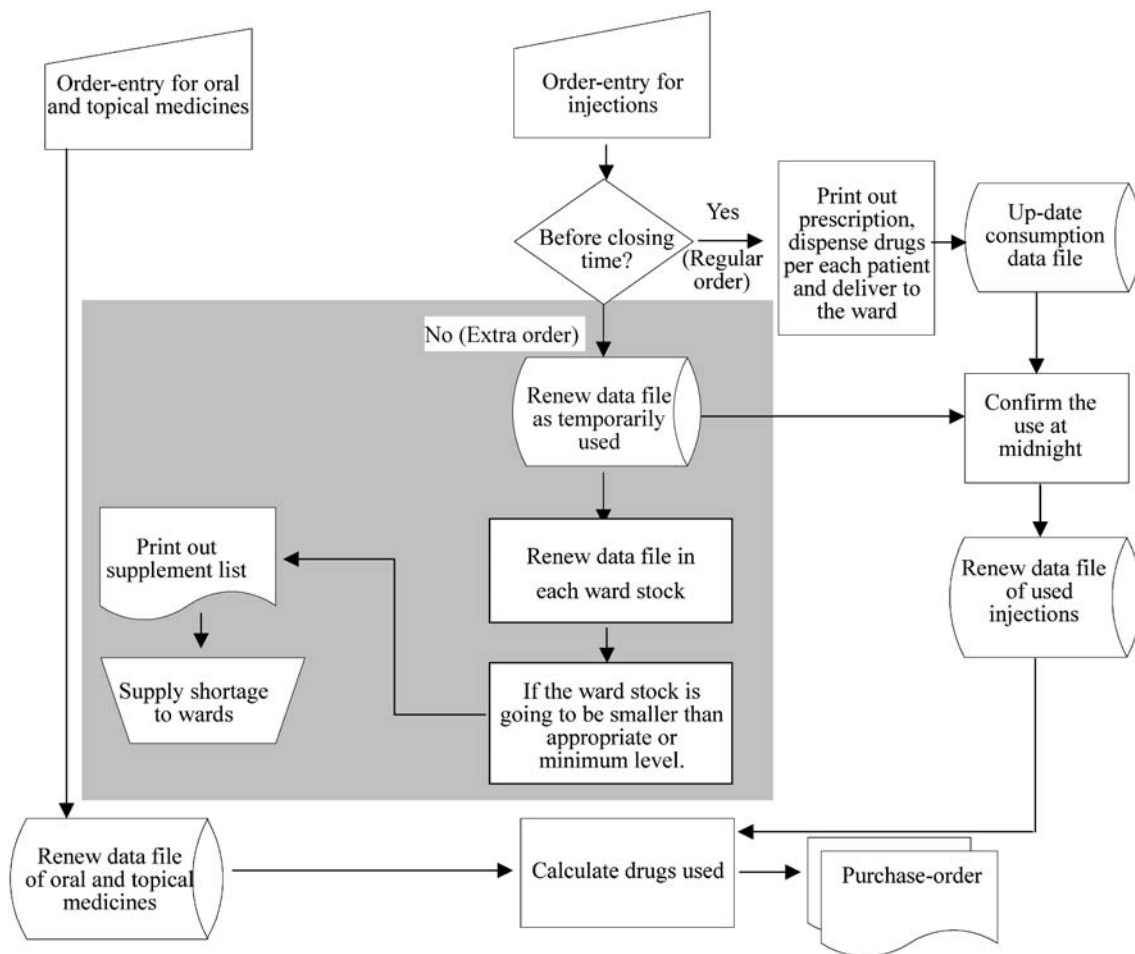 Order-entry for oral
and topical medicines
Order-entry for
injections
Before closing
time?
Yes
(Regular
order)
Print out
prescription,
dispense drugs
per each patient
and deliver to
the ward
Up-date
consumption
data file
No (Extra order)
Renew data file
as temporarily
used
Confirm the
use at
midnight
Print out
supplement list
Renew data file in
each ward stock
Renew data file
of used
injections
Supply shortage
to wards
If the ward stock is
going to be smaller than
appropriate or
minimum level.
Renew data file
of oral and topical
medicines
Calculate drugs used
Purchase-order